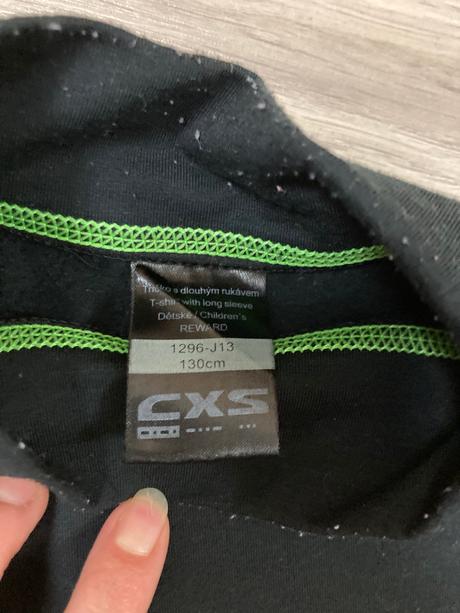 Tričko s dlouhým rukávem
T-shirt with long sleeve
Dětské / Children's
REWARD
1296-J13
130cm
CXS